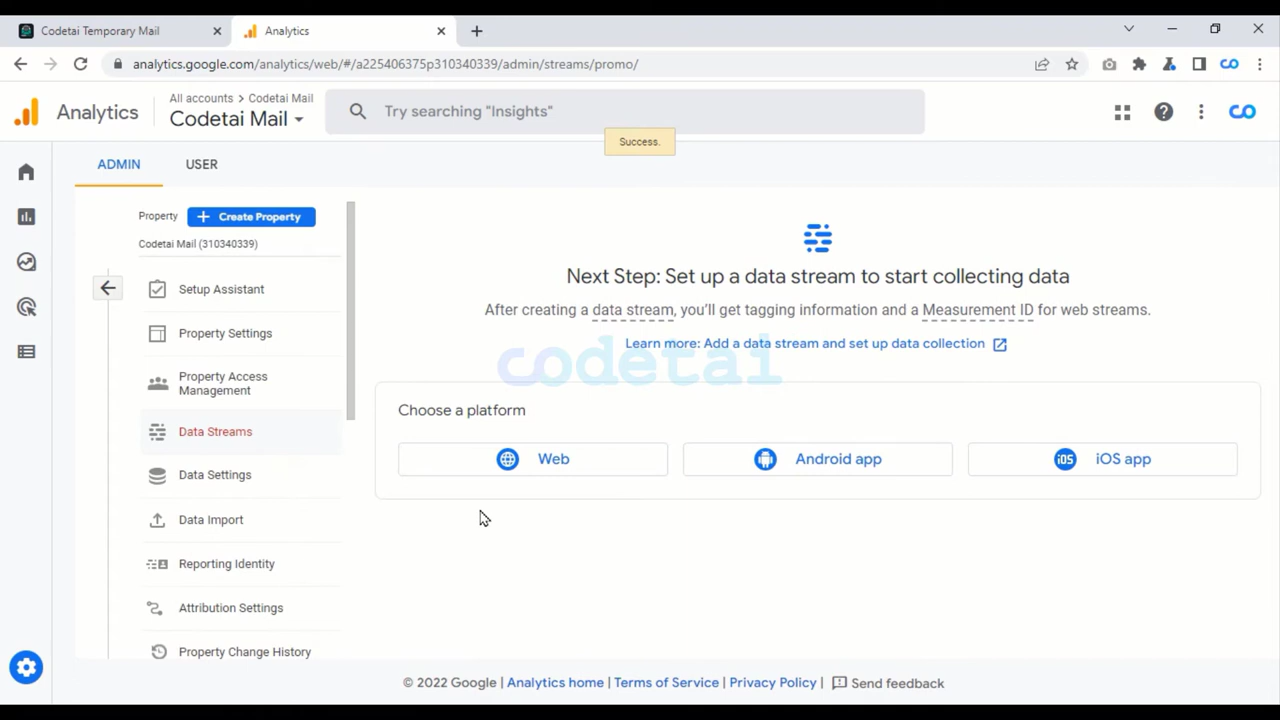 Codetai Temporary Mail
Analytics
analytics.google.com/analytics/web/#/a225406375p310340339/admin/streams/promo/
Analytics
All accounts > Codetai Mail
Codetai Mail
Try searching "Insights"
Success.
ADMIN
USER
Property
+ Create Property
Codetai Mail (310340339)
Setup Assistant
Property Settings
Property Access
Management
Data Streams
Data Settings
Data Import
Reporting Identity
Attribution Settings
Property Change History
Next Step: Set up a data stream to start collecting data
After creating a data stream, you'll get tagging information and a Measurement ID for web streams.
Learn more: Add a data stream and set up data collection
codetai
Choose a platform
Web
Android app
iOS
iOS app
© 2022 Google | Analytics home | Terms of Service | Privacy Policy | Send feedback